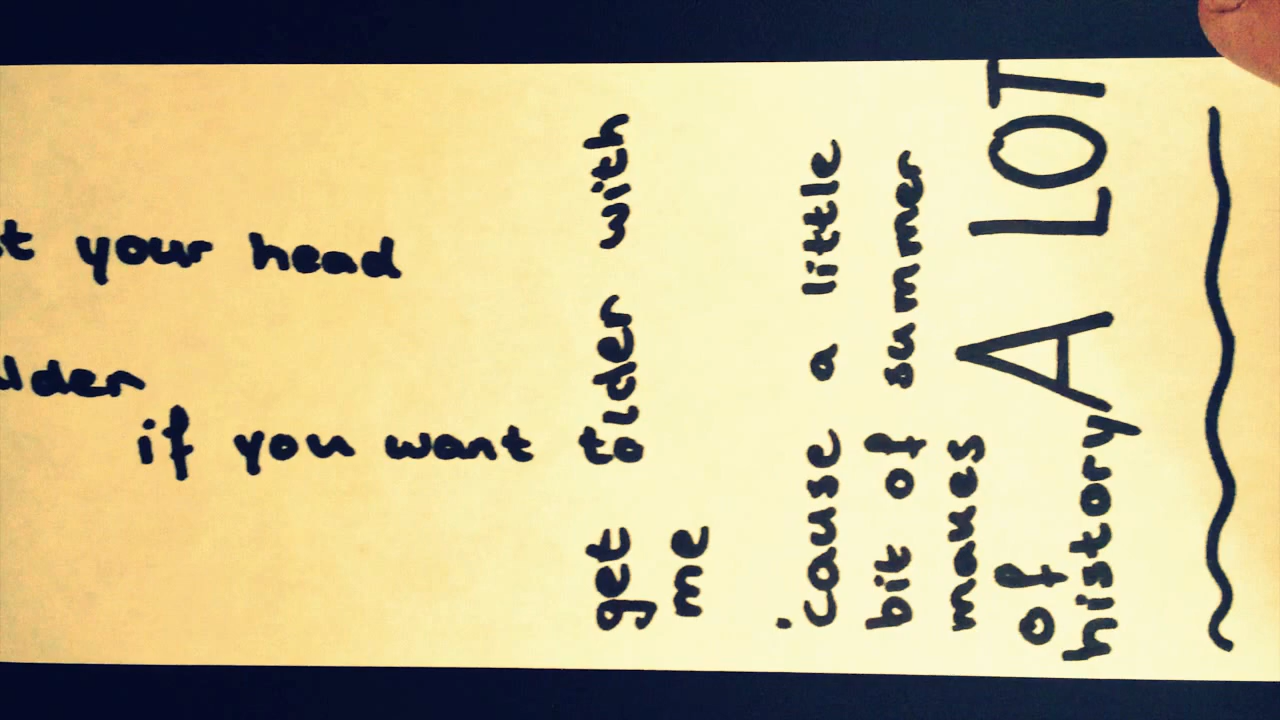 t your head
ulder
if you want to
get older with
me
'cause a little
bit of summer
makes A LOT
of
history